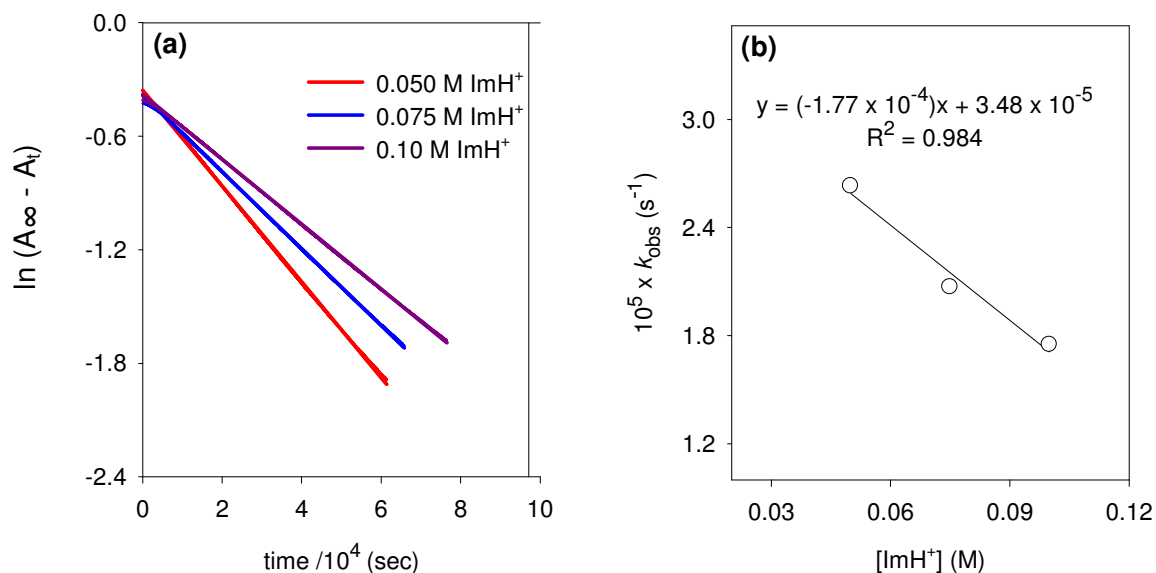 (a)
0.050 M ImH⁺
0.075 M ImH⁺
0.10 M ImH⁺
ln (A∞ - Aₜ)
0.0
-0.6
-1.2
-1.8
-2.4
0 2 4 6 8 10
time /10⁴ (sec)
(b)
y = (-1.77 x 10⁻⁴)x + 3.48 x 10⁻⁵
R² = 0.984
10⁵ x k_obs (s⁻¹)
3.0
2.4
1.8
1.2
0.03 0.06 0.09 0.12
[ImH⁺] (M)